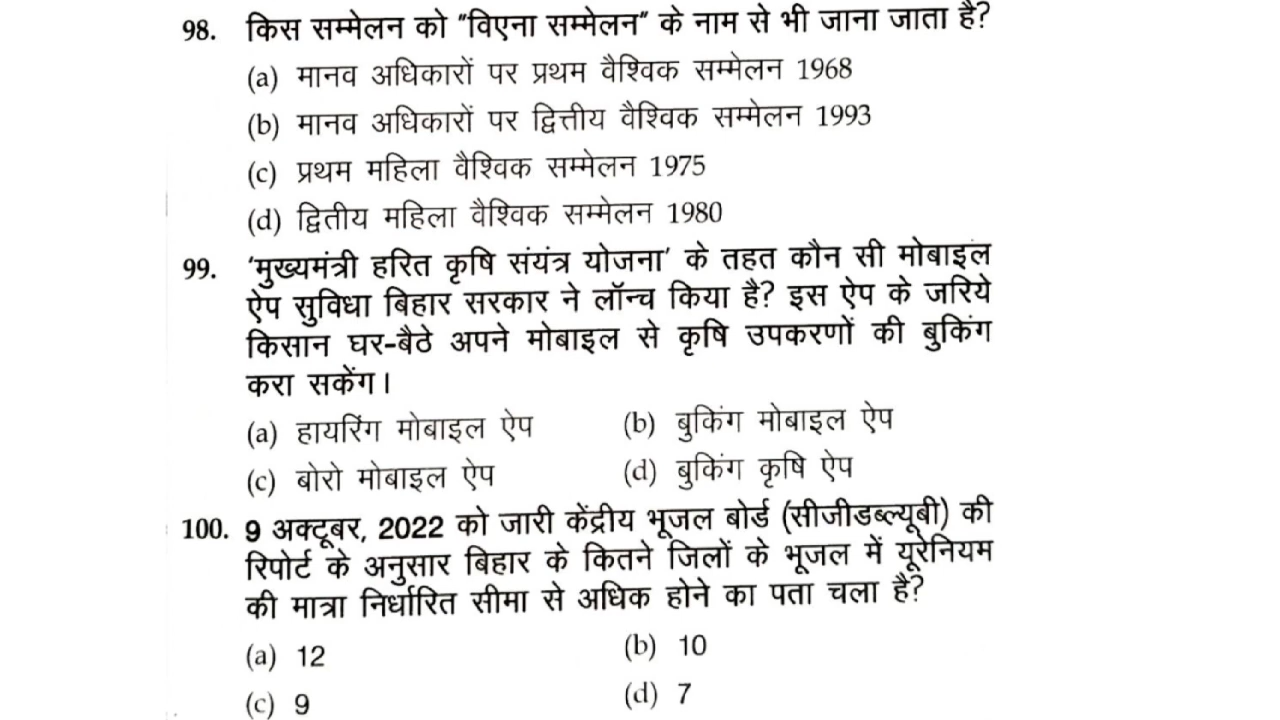 98. किस सम्मेलन को "विएना सम्मेलन" के नाम से भी जाना जाता है?
(a) मानव अधिकारों पर प्रथम वैश्विक सम्मेलन 1968
(b) मानव अधिकारों पर द्वित्तीय वैश्विक सम्मेलन 1993
(c) प्रथम महिला वैश्विक सम्मेलन 1975
(d) द्वितीय महिला वैश्विक सम्मेलन 1980
99. 'मुख्यमंत्री हरित कृषि संयंत्र योजना' के तहत कौन सी मोबाइल
ऐप सुविधा बिहार सरकार ने लॉन्च किया है? इस ऐप के जरिये
किसान घर-बैठे अपने मोबाइल से कृषि उपकरणों की बुकिंग
करा सकेंग।
(a) हायरिंग मोबाइल ऐप (b) बुकिंग मोबाइल ऐप
(c) बोरो मोबाइल ऐप (d) बुकिंग कृषि ऐप
100. 9 अक्टूबर, 2022 को जारी केंद्रीय भूजल बोर्ड (सीजीडब्ल्यूबी) की
रिपोर्ट के अनुसार बिहार के कितने जिलों के भूजल में यूरेनियम
की मात्रा निर्धारित सीमा से अधिक होने का पता चला है?
(a) 12 (b) 10
(c) 9 (d) 7